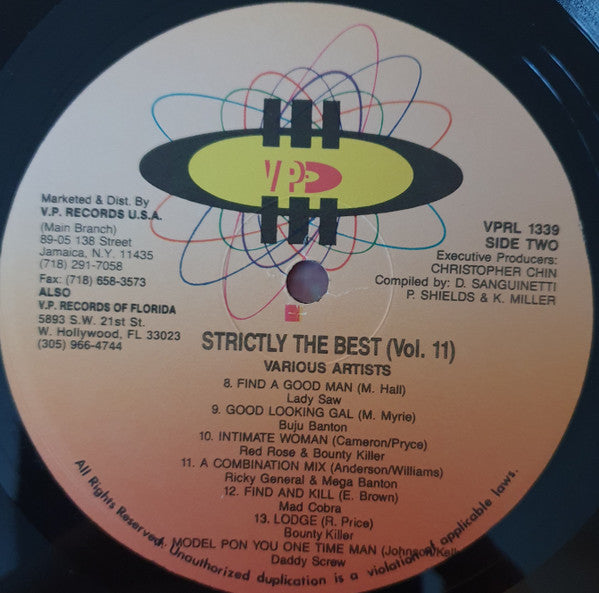 VP
Marketed & Dist. By
V.P. RECORDS U.S.A.
(Main Branch)
89-05 138 Street
Jamaica, N.Y. 11435
(718) 291-7058
Fax: (718) 658-3573
ALSO
V.P. RECORDS OF FLORIDA
5893 S.W. 21st St.
W. Hollywood, FL 33023
(305) 966-4744
VPRL 1339
SIDE TWO
Executive Producers:
CHRISTOPHER CHIN
Compiled by: D. SANGUINETTI
P. SHIELDS & K. MILLER
STRICTLY THE BEST (Vol. 11)
VARIOUS ARTISTS
8. FIND A GOOD MAN (M. Hall)
Lady Saw
9. GOOD LOOKING GAL (M. Myrie)
Buju Banton
10. INTIMATE WOMAN (Cameron/Pryce)
Red Rose & Bounty Killer
11. A COMBINATION MIX (Anderson/Williams)
Ricky General & Mega Banton
12. FIND AND KILL (E. Brown)
Mad Cobra
13. LODGE (R. Price)
Bounty Killer
MODEL PON YOU ONE TIME MAN (Johnson/Kelly
Daddy Screw
All Rights Reserved. Unauthorized duplication is a violation of applicable laws.